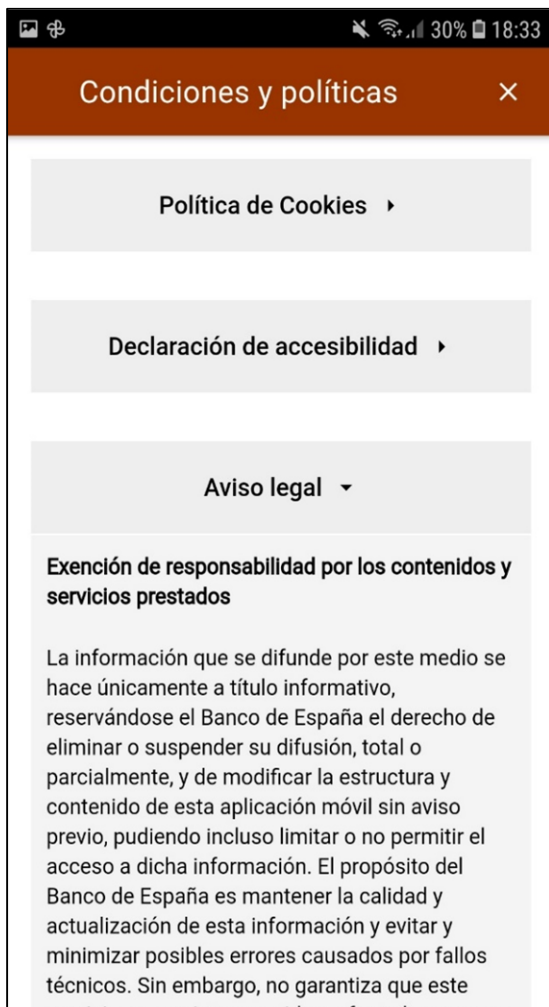 30% 18:33
Condiciones y políticas ×
Política de Cookies
Declaración de accesibilidad
Aviso legal
Exención de responsabilidad por los contenidos y
servicios prestados
La información que se difunde por este medio se
hace únicamente a título informativo,
reservándose el Banco de España el derecho de
eliminar o suspender su difusión, total o
parcialmente, y de modificar la estructura y
contenido de esta aplicación móvil sin aviso
previo, pudiendo incluso limitar o no permitir el
acceso a dicha información. El propósito del
Banco de España es mantener la calidad y
actualización de esta información y evitar y
minimizar posibles errores causados por fallos
técnicos. Sin embargo, no garantiza que este